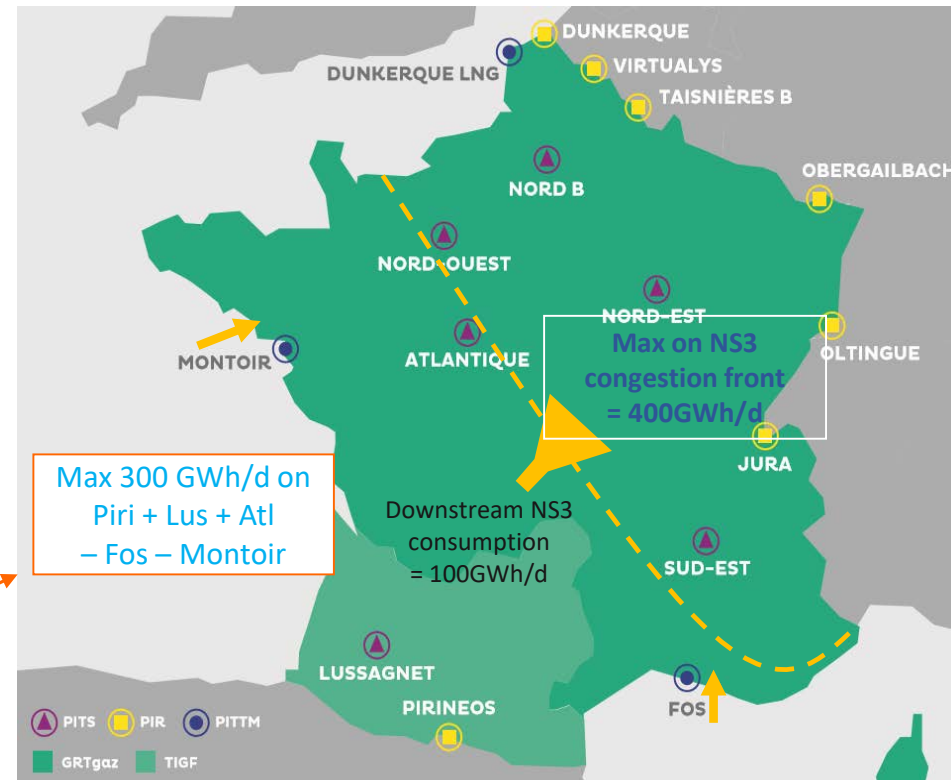 DUNKERQUE
DUNKERQUE LNG
VIRTUALYS
TAISNIÈRES B
OBERGAILBACH
NORD B
NORD-OUEST
NORD-EST
Max on NS3
congestion front
= 400GWh/d
OLTINGUE
MONTOIR
ATLANTIQUE
JURA
Max 300 GWh/d on
Piri + Lus + Atl
– Fos – Montoir
Downstream NS3
consumption
= 100GWh/d
SUD-EST
LUSSAGNET
PIRINEOS
FOS
PITS
PIR
PITTM
GRTgaz
TIGF